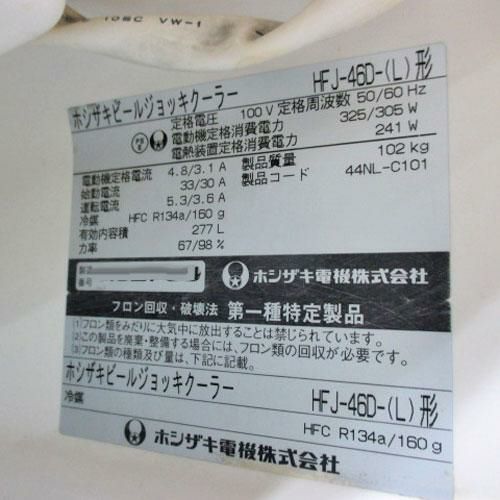 105C VW-1
ホシザキビールジョッキクーラー HFJ-46D-(L)形
定格電圧 100V 定格周波数 50/60 Hz
電動機定格消費電力 325/305 W
電熱装置定格消費電力 241 W
電動機定格電流 4.8/3.1 A 製品質量 102 kg
始動電流 33/30 A 製品コード 44NL-C101
運転電流 5.3/3.6 A
冷媒 HFC R134a/160 g
有効内容積 277 L
力率 67/98 %
製造
番号
ホシザキ電機株式会社
フロン回収・破壊法 第一種特定製品
(1)フロン類をみだりに大気中に放出することは禁じられています。
(2)この製品を廃棄・整備する場合には、フロン類の回収が必要です。
(3)フロン類の種類及び量は、下記に記載。
ホシザキビールジョッキクーラー HFJ-46D-(L)形
冷媒 HFC R134a/160 g
ホシザキ電機株式会社